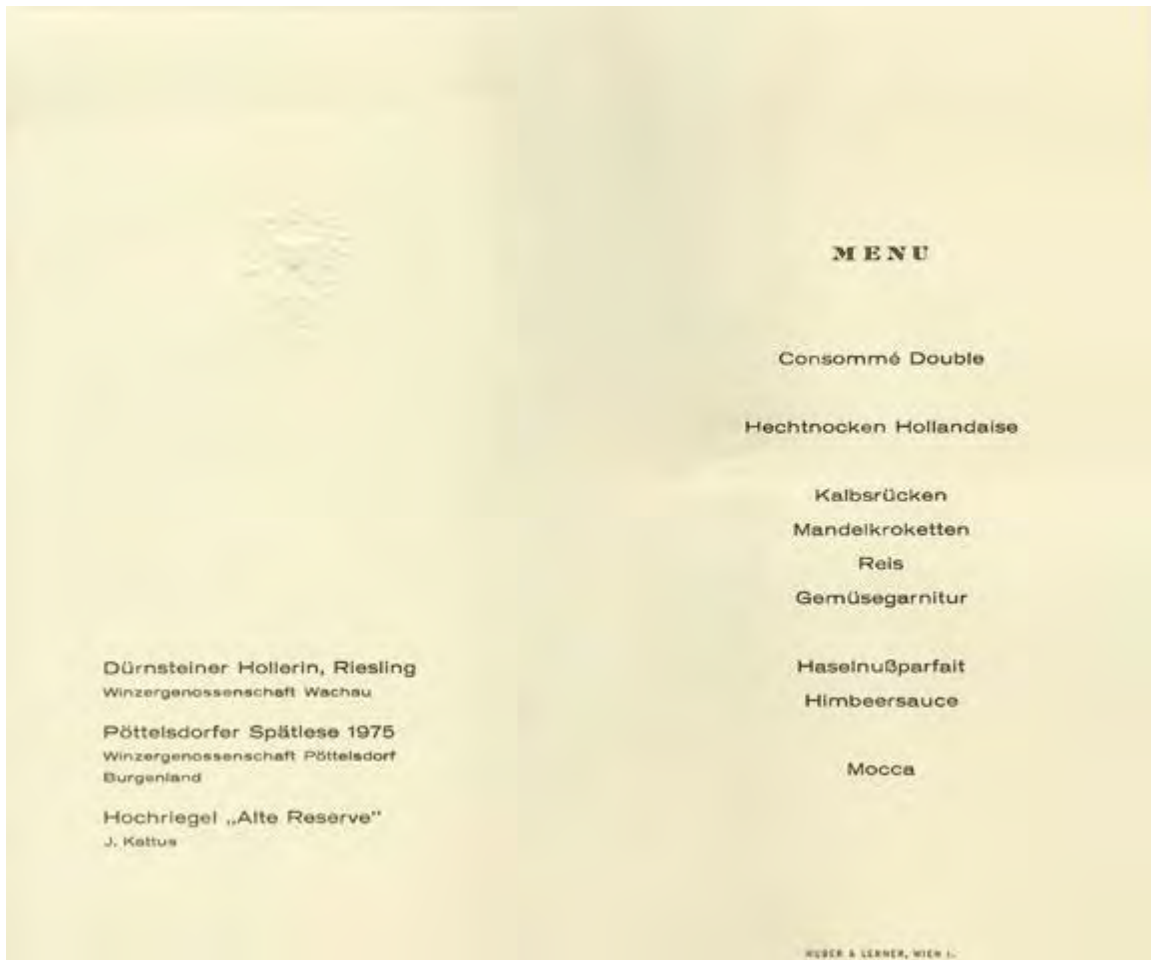 Dürnsteiner Hollerin, Riesling
Winzergenossenschaft Wachau
Pöttelsdorfer Spätlese 1975
Winzergenossenschaft Pöttelsdorf
Burgenland
Hochriegel „Alte Reserve"
J. Kattus
MENU
Consommé Double
Hechtnocken Hollandaise
Kalbsrücken
Mandelkroketten
Reis
Gemüsegarnitur
Haselnußparfait
Himbeersauce
Mocca
HUBER & LERNER, WIEN I.